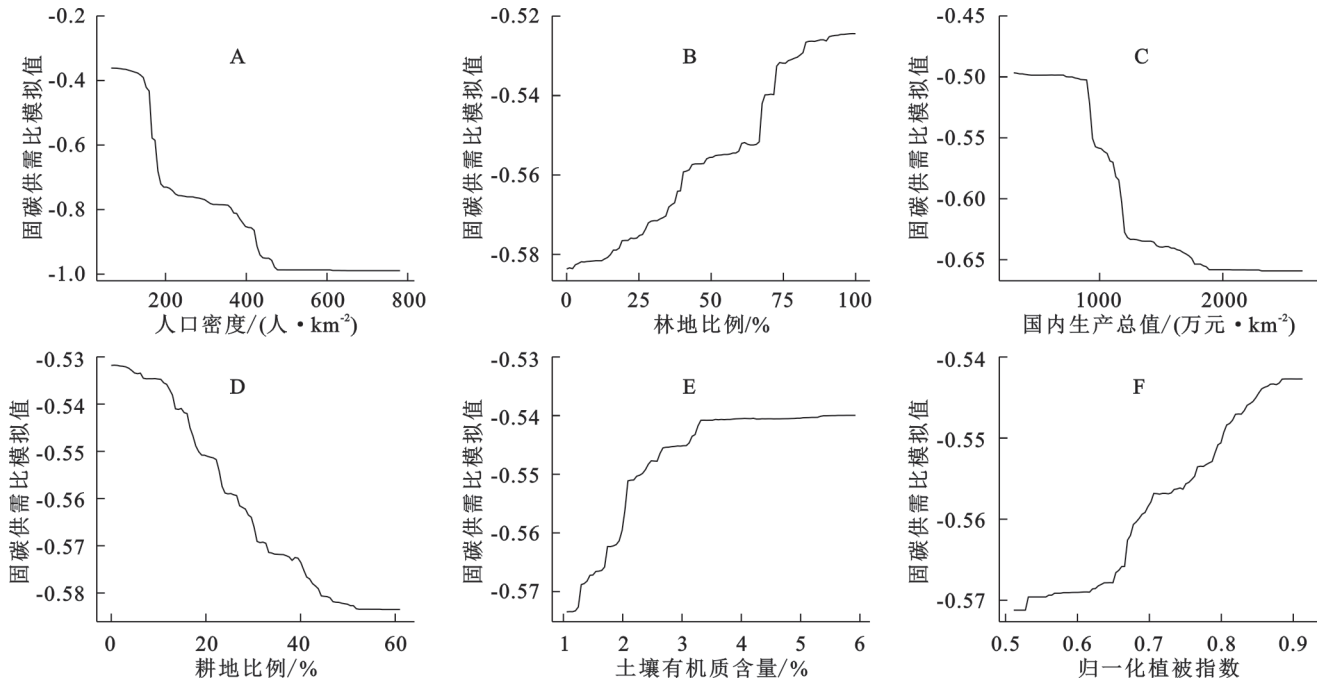 A
固碳供需比模拟值
-0.2
-0.4
-0.6
-0.8
-1.0
200 400 600 800
人口密度/(人·km⁻²)
B
固碳供需比模拟值
-0.52
-0.54
-0.56
-0.58
0 25 50 75 100
林地比例/%
C
固碳供需比模拟值
-0.45
-0.50
-0.55
-0.60
-0.65
1000 2000
国内生产总值/(万元·km⁻²)
D
固碳供需比模拟值
-0.53
-0.54
-0.55
-0.56
-0.57
-0.58
0 20 40 60
耕地比例/%
E
固碳供需比模拟值
-0.53
-0.54
-0.55
-0.56
-0.57
1 2 3 4 5 6
土壤有机质含量/%
F
固碳供需比模拟值
-0.54
-0.55
-0.56
-0.57
0.5 0.6 0.7 0.8 0.9
归一化植被指数